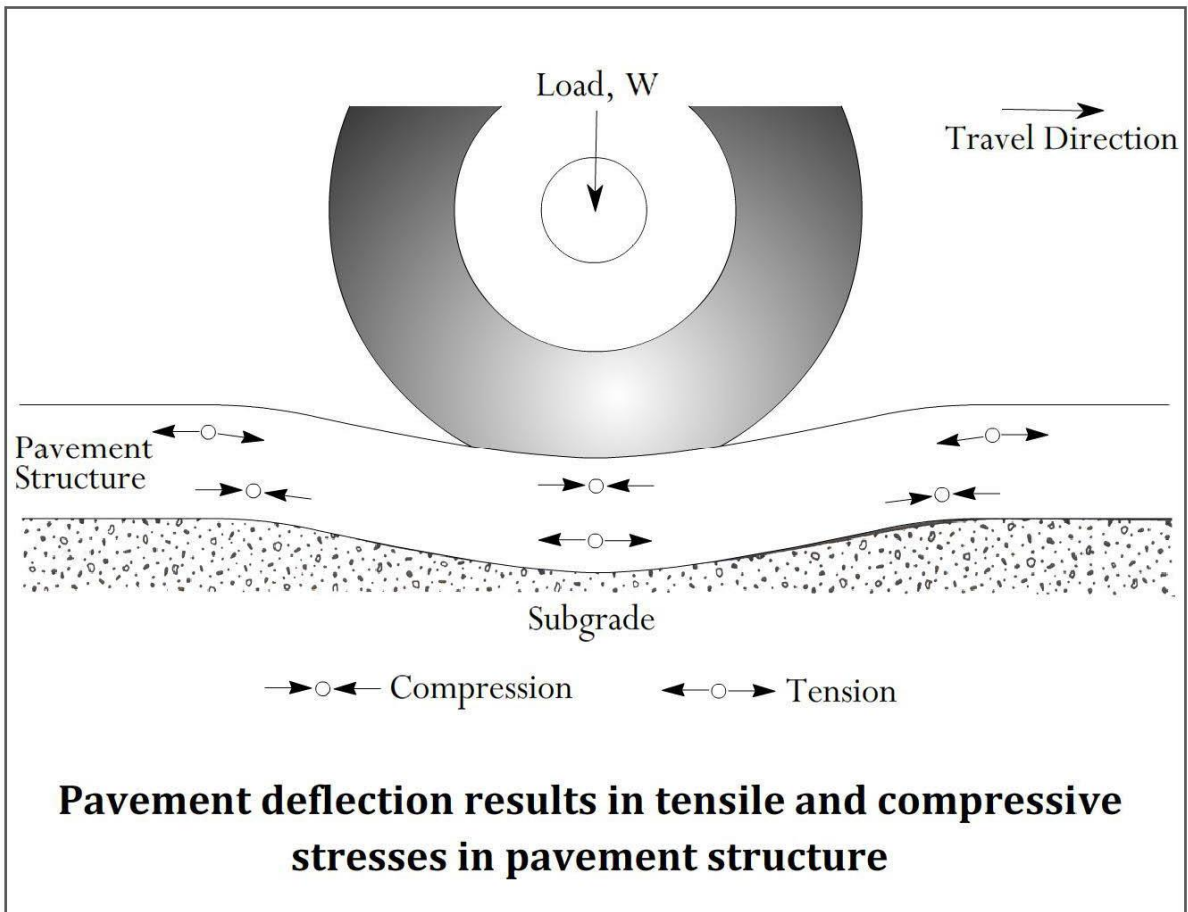 Load, W
Travel Direction
Pavement
Structure
Subgrade
Compression
Tension
Pavement deflection results in tensile and compressive
stresses in pavement structure